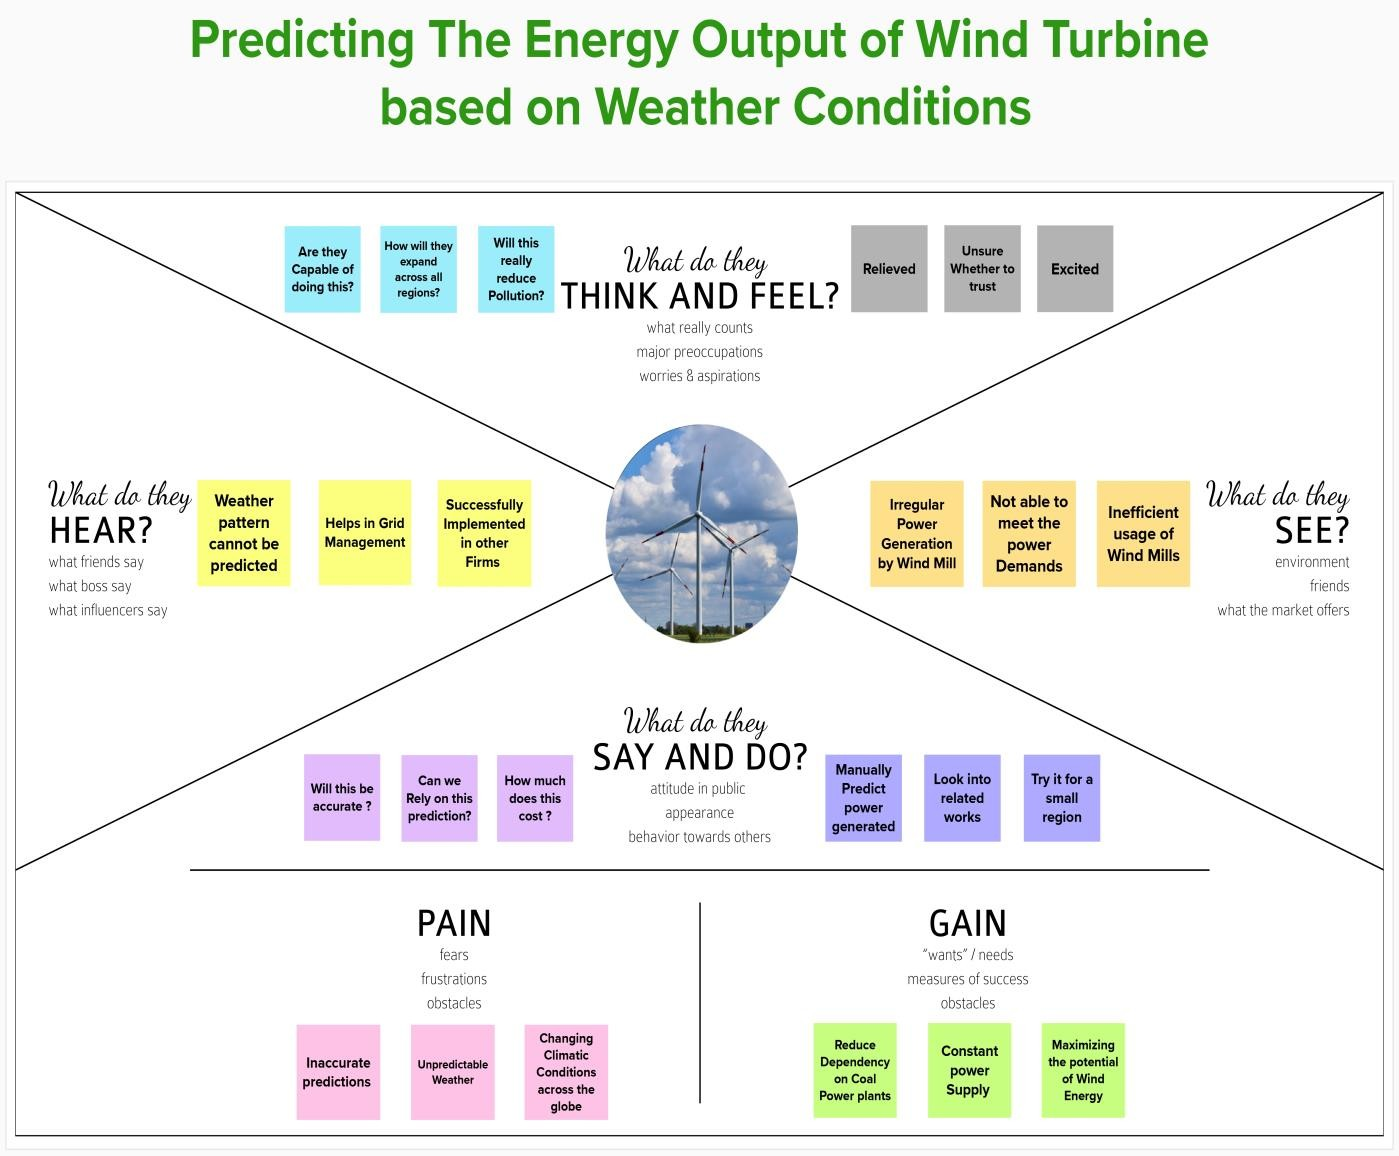 Predicting The Energy Output of Wind Turbine
based on Weather Conditions
Are they
Capable of
doing this?
How will they
expand
across all
regions?
Will this
really
reduce
Pollution?
What do they
THINK AND FEEL?
what really counts
major preoccupations
worries & aspirations
Relieved
Unsure
Whether to
trust
Excited
What do they
HEAR?
what friends say
what boss say
what influencers say
Weather
pattern
cannot be
predicted
Helps in Grid
Management
Successfully
Implemented
in other
Firms
Irregular
Power
Generation
by Wind Mill
Not able to
meet the
power
Demands
Inefficient
usage of
Wind Mills
What do they
SEE?
environment
friends
what the market offers
Will this be
accurate ?
Can we
Rely on this
prediction?
How much
does this
cost ?
What do they
SAY AND DO?
attitude in public
appearance
behavior towards others
Manually
Predict
power
generated
Look into
related
works
Try it for a
small
region
PAIN
fears
frustrations
obstacles
Inaccurate
predictions
Unpredictable
Weather
Changing
Climatic
Conditions
across the
globe
GAIN
“wants” / needs
measures of success
obstacles
Reduce
Dependency
on Coal
Power plants
Constant
power
Supply
Maximizing
the potential
of Wind
Energy